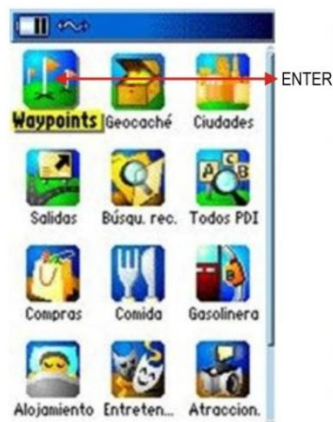 ENTER
Waypoints Geocaché Ciudades
Salidas Búsqu. rec. Todos PDI
Compras Comida Gasolinera
Alojamiento Entreten... Atraccion.